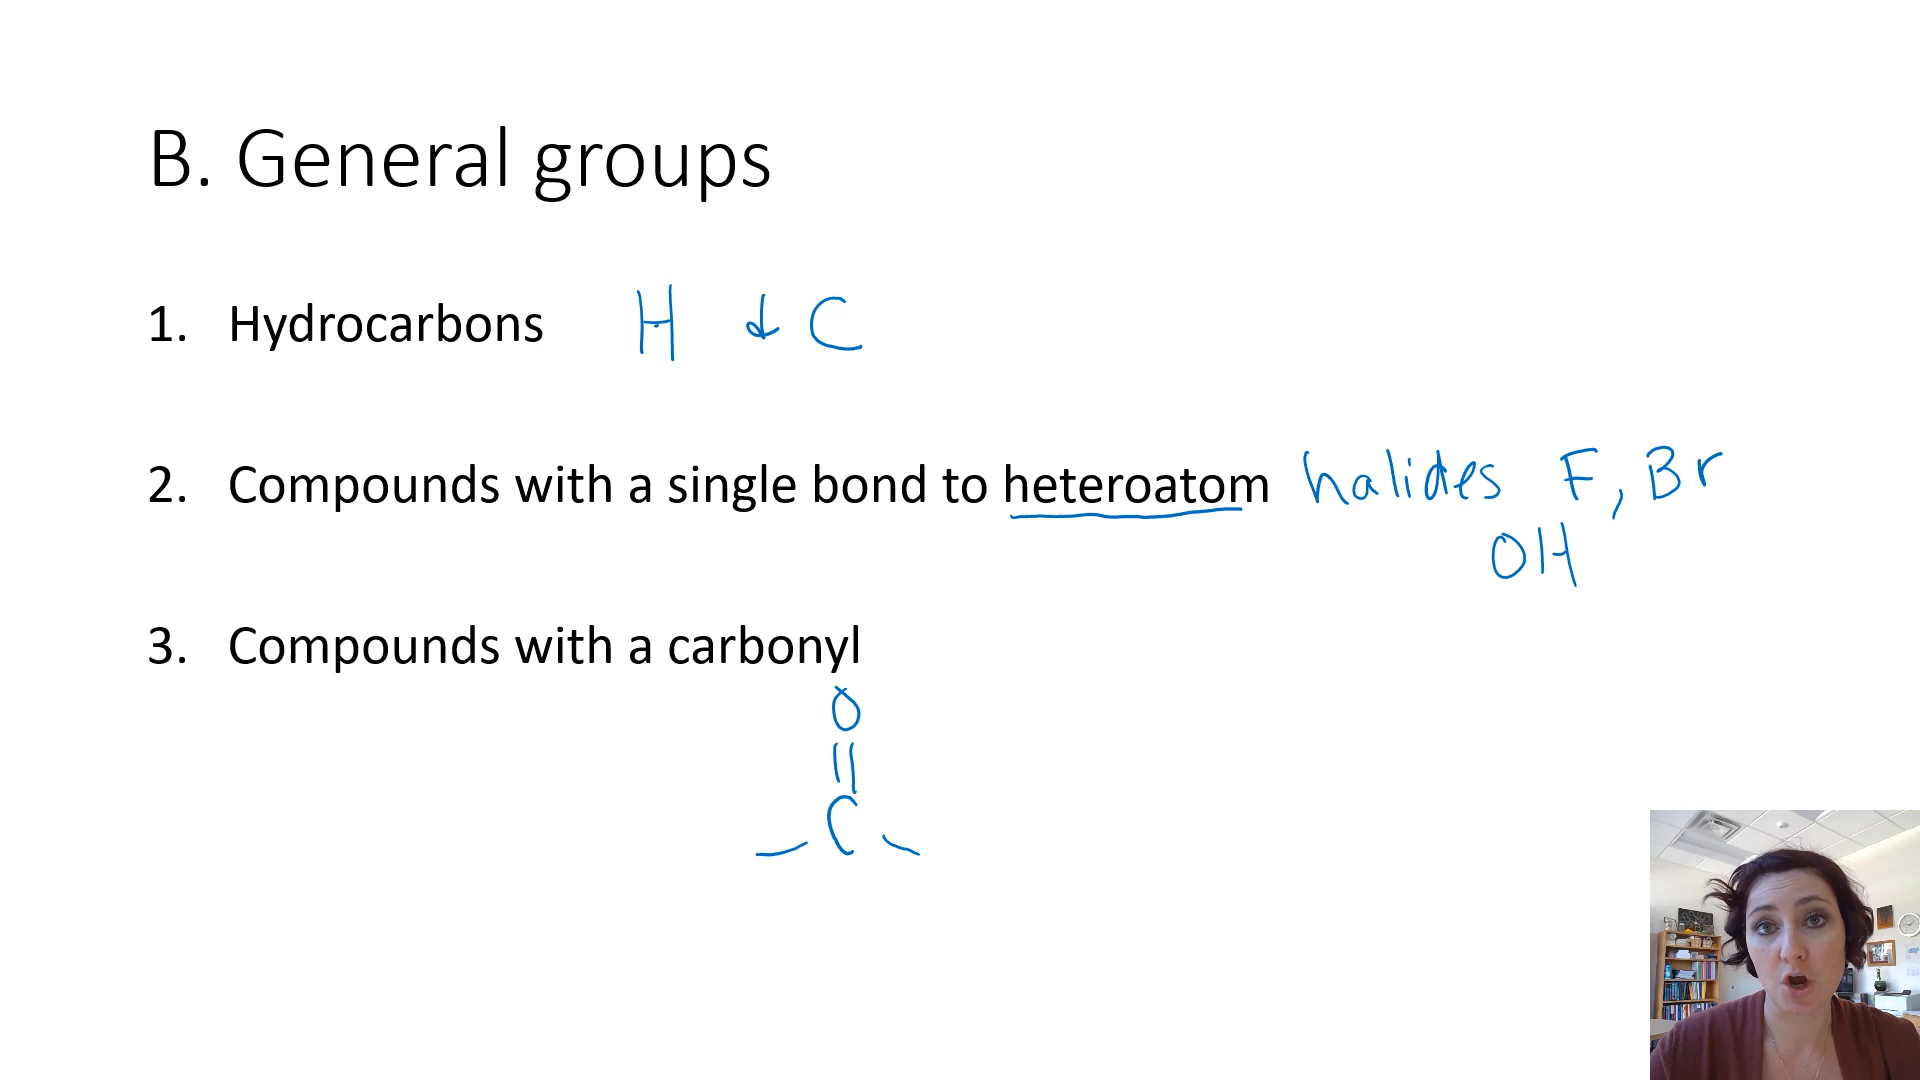 B. General groups
1. Hydrocarbons H & C
2. Compounds with a single bond to heteroatom halides F, Br
OH
3. Compounds with a carbonyl
O
||
C